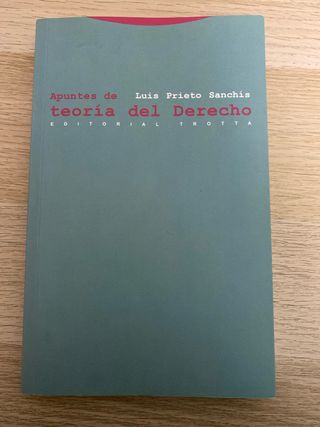 Apuntes de Luis Prieto Sanchís
teoría del Derecho
EDITORIAL TROTTA